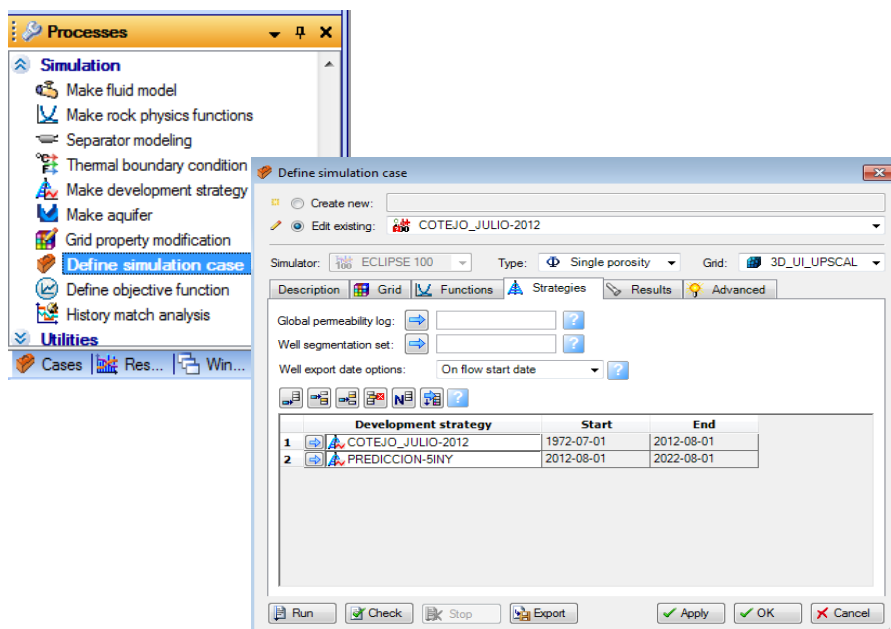 Processes
Simulation
Make fluid model
Make rock physics functions
Separator modeling
Thermal boundary condition
Make development strategy
Make aquifer
Grid property modification
Define simulation case
Define objective function
History match analysis
Utilities
Cases Res... Win...
Define simulation case
Create new:
Edit existing: COTEJO_JULIO-2012
Simulator: ECLIPSE 100 Type: Single porosity Grid: 3D_UI_UPSCAL
Description Grid Functions Strategies Results Advanced
Global permeability log: ?
Well segmentation set: ?
Well export date options: On flow start date ?
N ?
Development strategy Start End
1 COTEJO_JULIO-2012 1972-07-01 2012-08-01
2 PREDICCION-5INY 2012-08-01 2022-08-01
Run Check Stop Export Apply OK Cancel